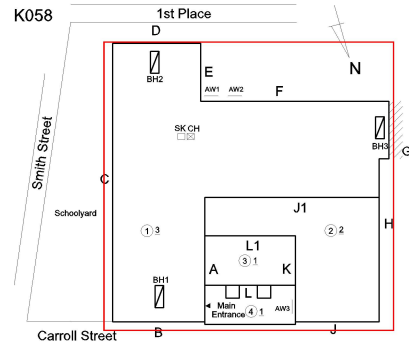 K058
1st Place
D
N
BH2
E
AW1 AW2
F
SK CH
BH3
G
Smith Street
C
Schoolyard
J1
H
1 3
2 2
L1
3 1
A K
BH1
L
Main
Entrance
4 1
AW3
Carroll Street
B
J